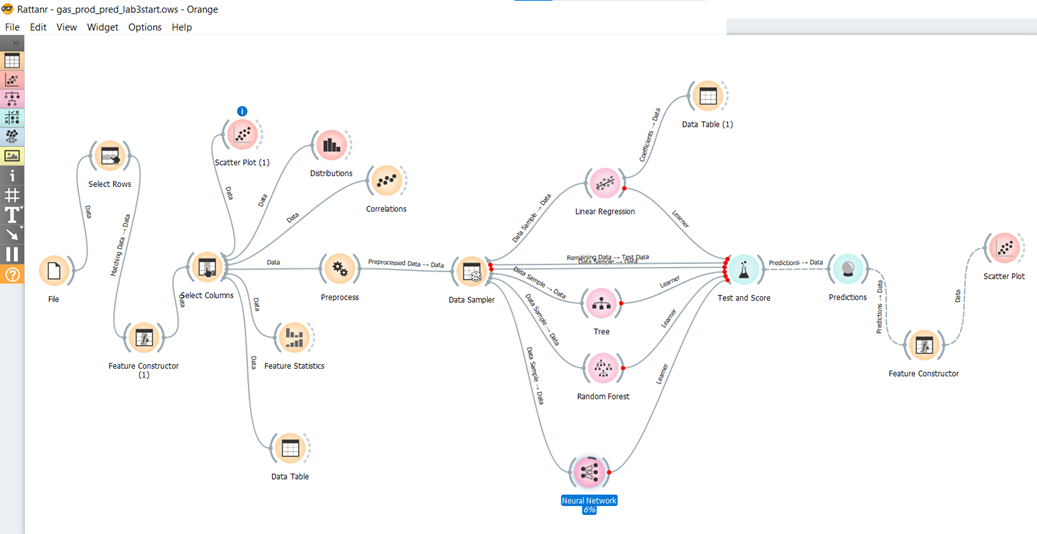 Rattanr - gas_prod_pred_lab3start.ows - Orange
File Edit View Widget Options Help
Data Table (1)
Coefficients → Data
Scatter Plot (1)
Distributions
Select Rows
Data
Data
Data
Correlations
Data
Matching Data → Data
Linear Regression
Data Sample → Data
Learner
File
Select Columns
Data
Preprocess
Preprocessed Data → Data
Data Sampler
Remaining Data → Test Data
Data Sample → Data
Test and Score
Predictions → Data
Predictions
Scatter Plot
Data
Data
Data Sample → Data
Tree
Learner
Feature Constructor
(1)
Feature Statistics
Data Sample → Data
Learner
Predictions → Data
Data
Feature Constructor
Random Forest
Data
Data Sample → Data
Learner
Data Table
Neural Network
6%